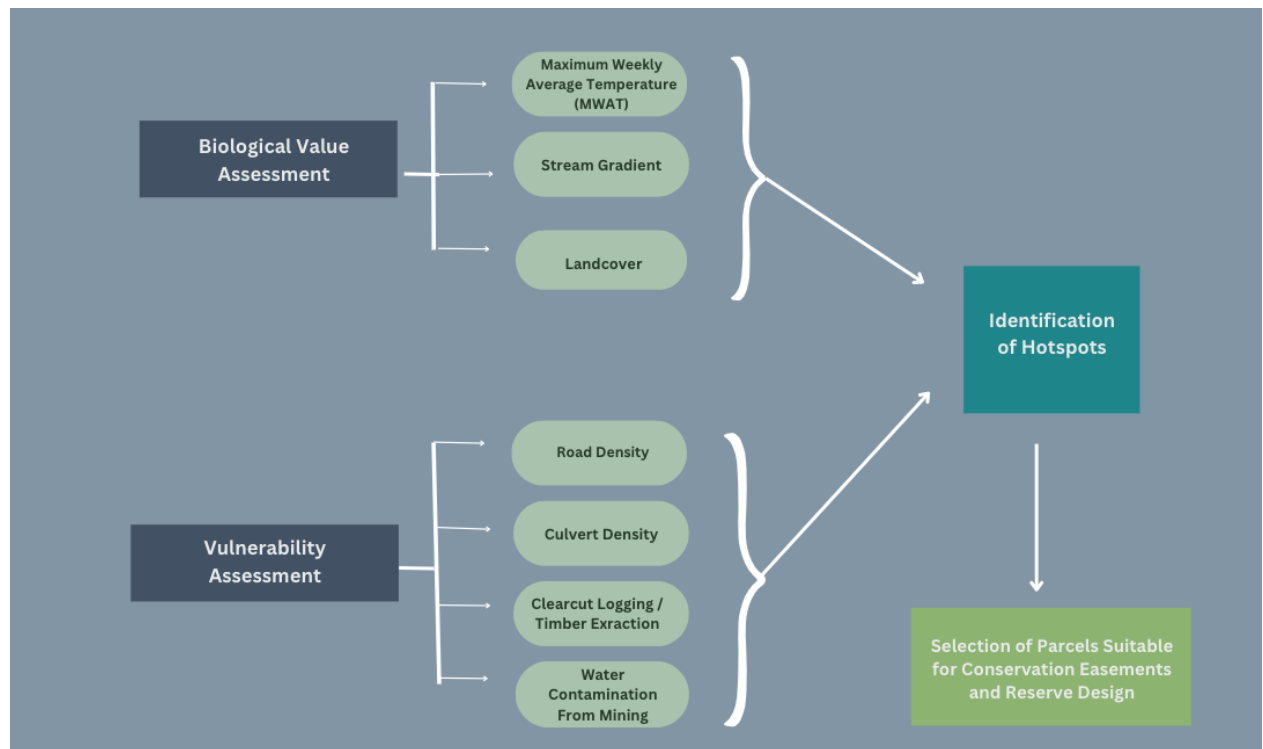 Biological Value
Assessment
Maximum Weekly
Average Temperature
(MWAT)
Stream Gradient
Landcover
Vulnerability
Assessment
Road Density
Culvert Density
Clearcut Logging /
Timber Exraction
Water
Contamination
From Mining
Identification
of Hotspots
Selection of Parcels Suitable
for Conservation Easements
and Reserve Design